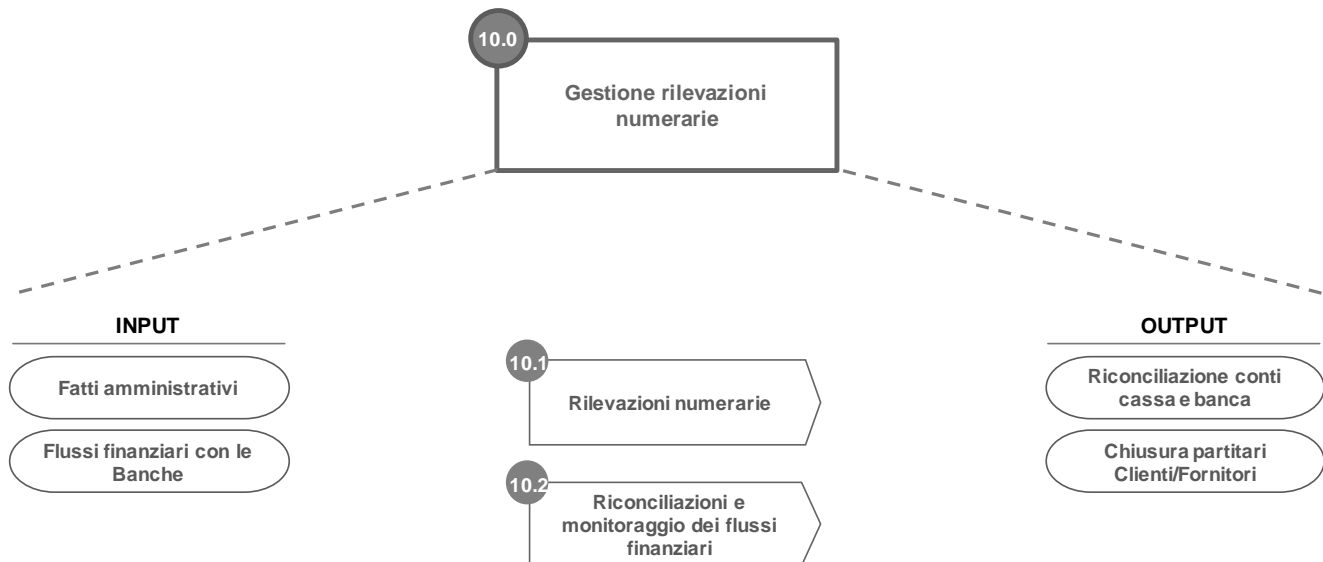 10.0
Gestione rilevazioni
numerarie
INPUT
Fatti amministrativi
Flussi finanziari con le
Banche
10.1
Rilevazioni numerarie
10.2
Riconciliazioni e
monitoraggio dei flussi
finanziari
OUTPUT
Riconciliazione conti
cassa e banca
Chiusura partitari
Clienti/Fornitori